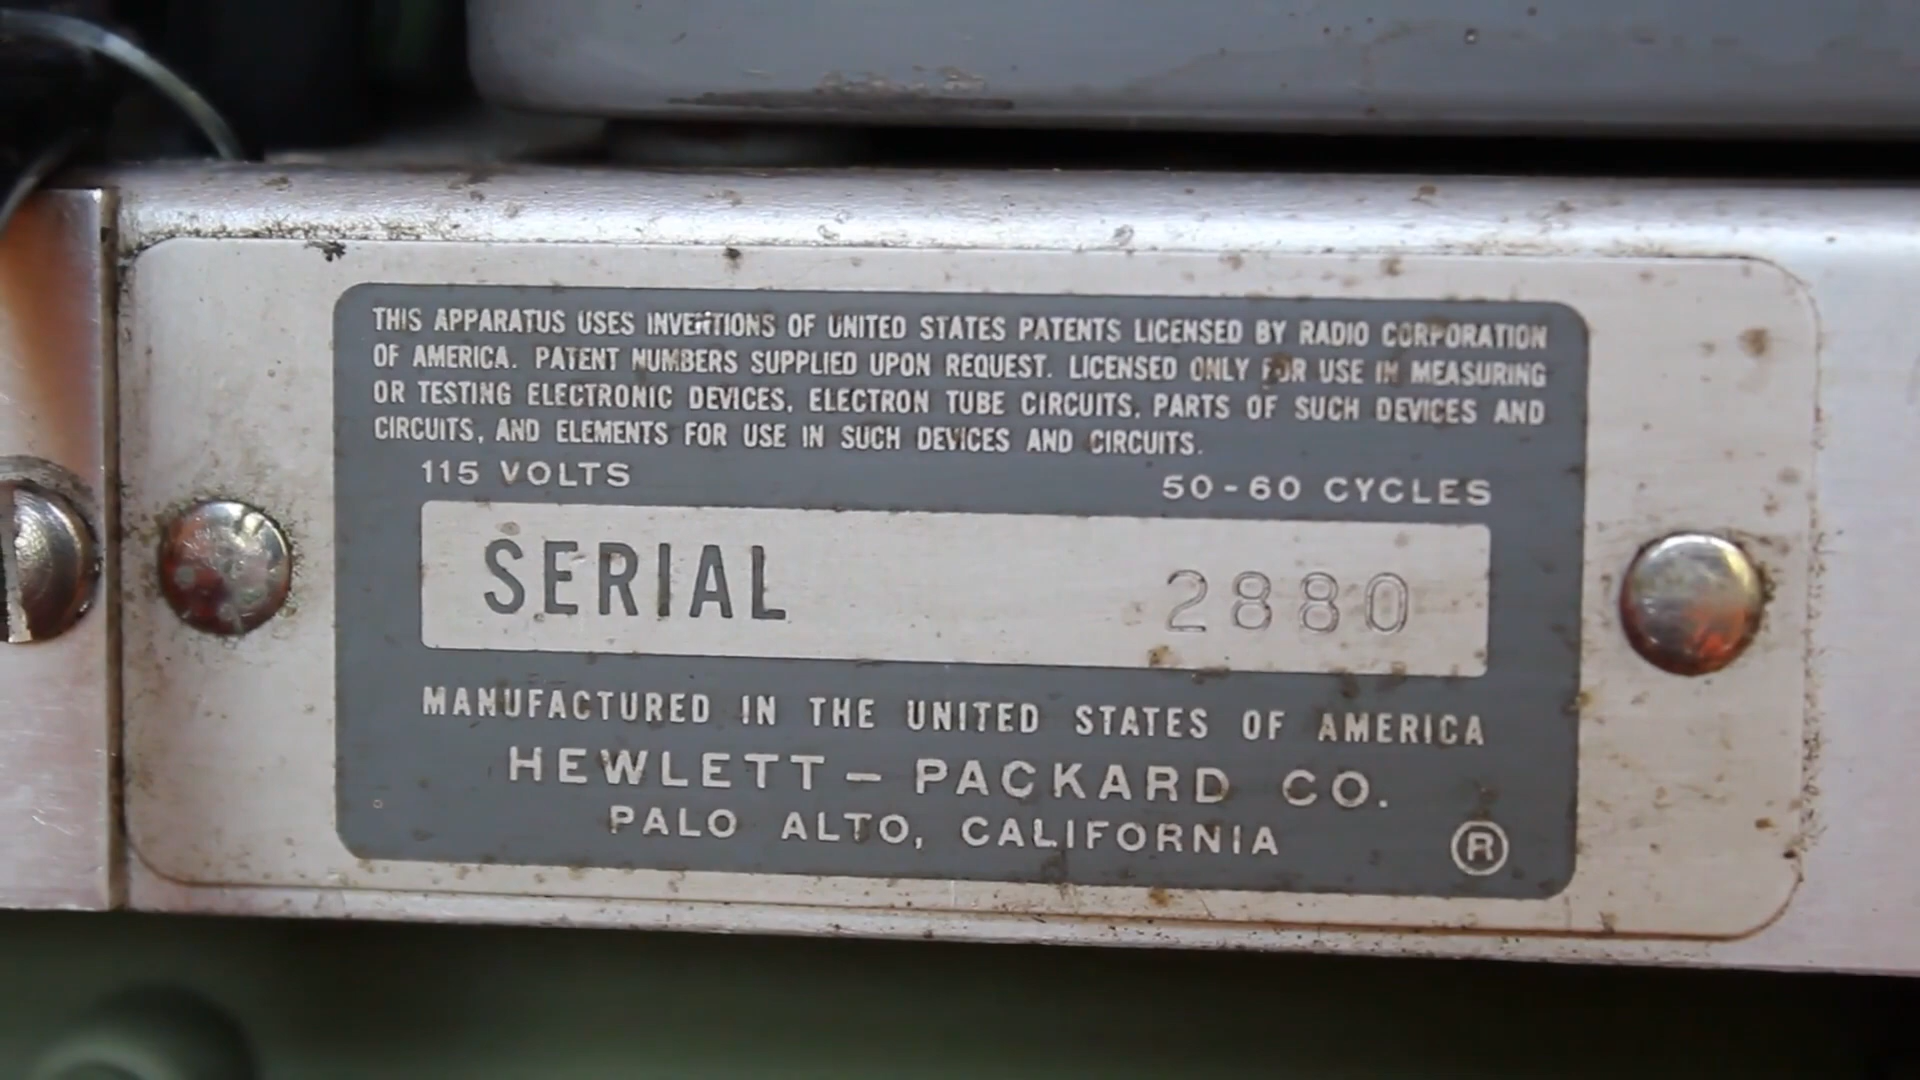 THIS APPARATUS USES INVENTIONS OF UNITED STATES PATENTS LICENSED BY RADIO CORPORATION
OF AMERICA. PATENT NUMBERS SUPPLIED UPON REQUEST. LICENSED ONLY FOR USE IN MEASURING
OR TESTING ELECTRONIC DEVICES, ELECTRON TUBE CIRCUITS, PARTS OF SUCH DEVICES AND
CIRCUITS, AND ELEMENTS FOR USE IN SUCH DEVICES AND CIRCUITS.
115 VOLTS 50-60 CYCLES
SERIAL 2880
MANUFACTURED IN THE UNITED STATES OF AMERICA
HEWLETT – PACKARD CO.
PALO ALTO, CALIFORNIA ®